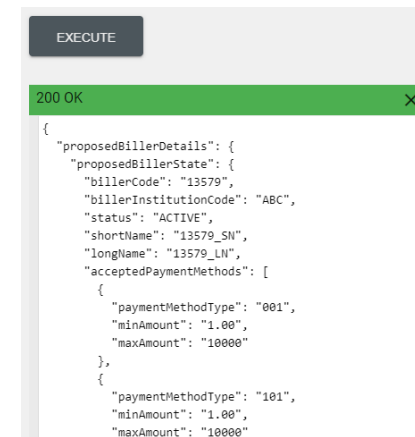 EXECUTE
200 OK
{
"proposedBillerDetails": {
"proposedBillerState": {
"billerCode": "13579",
"billerInstitutionCode": "ABC",
"status": "ACTIVE",
"shortName": "13579_SN",
"longName": "13579_LN",
"acceptedPaymentMethods": [
{
"paymentMethodType": "001",
"minAmount": "1.00",
"maxAmount": "10000"
},
{
"paymentMethodType": "101",
"minAmount": "1.00",
"maxAmount": "10000"